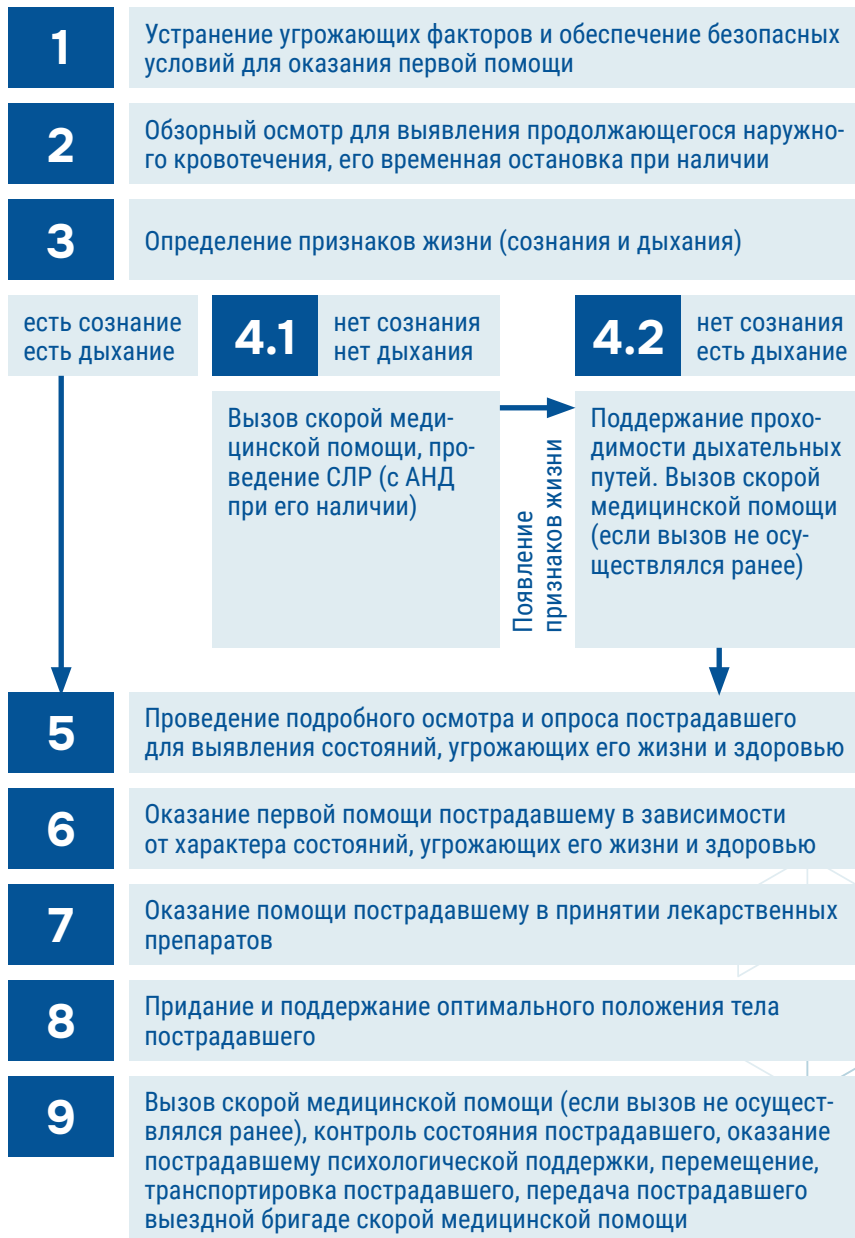 1
Устранение угрожающих факторов и обеспечение безопасных
условий для оказания первой помощи
2
Обзорный осмотр для выявления продолжающегося наружно-
го кровотечения, его временная остановка при наличии
3
Определение признаков жизни (сознания и дыхания)
есть сознание
есть дыхание
4.1
нет сознания
нет дыхания
4.2
нет сознания
есть дыхание
Вызов скорой меди-
цинской помощи, про-
ведение СЛР (с АНД
при его наличии)
Появление
признаков жизни
Поддержание прохо-
димости дыхательных
путей. Вызов скорой
медицинской помощи
(если вызов не осу-
ществлялся ранее)
5
Проведение подробного осмотра и опроса пострадавшего
для выявления состояний, угрожающих его жизни и здоровью
6
Оказание первой помощи пострадавшему в зависимости
от характера состояний, угрожающих его жизни и здоровью
7
Оказание помощи пострадавшему в принятии лекарственных
препаратов
8
Придание и поддержание оптимального положения тела
пострадавшего
9
Вызов скорой медицинской помощи (если вызов не осущест-
влялся ранее), контроль состояния пострадавшего, оказание
пострадавшему психологической поддержки, перемещение,
транспортировка пострадавшего, передача пострадавшего
выездной бригаде скорой медицинской помощи